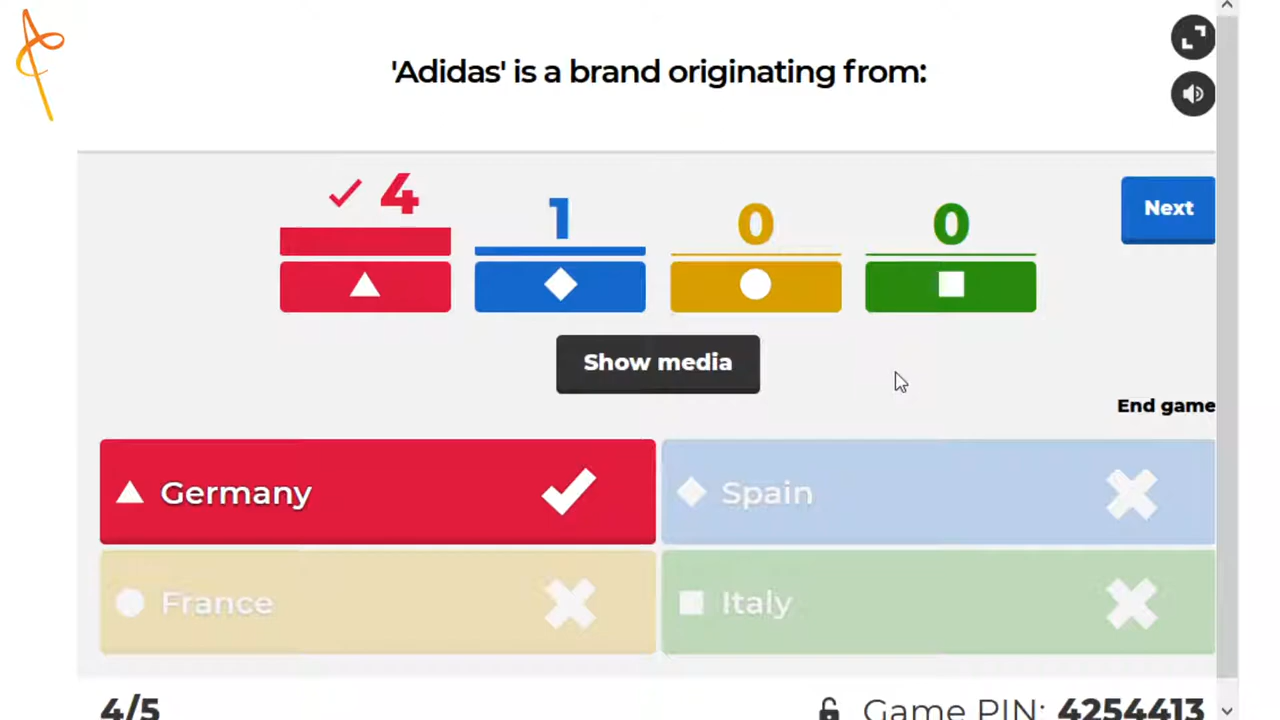 'Adidas' is a brand originating from:
4
1
0
0
Next
Show media
End game
Germany
Spain
France
Italy
4/5
Game PIN: 4254413